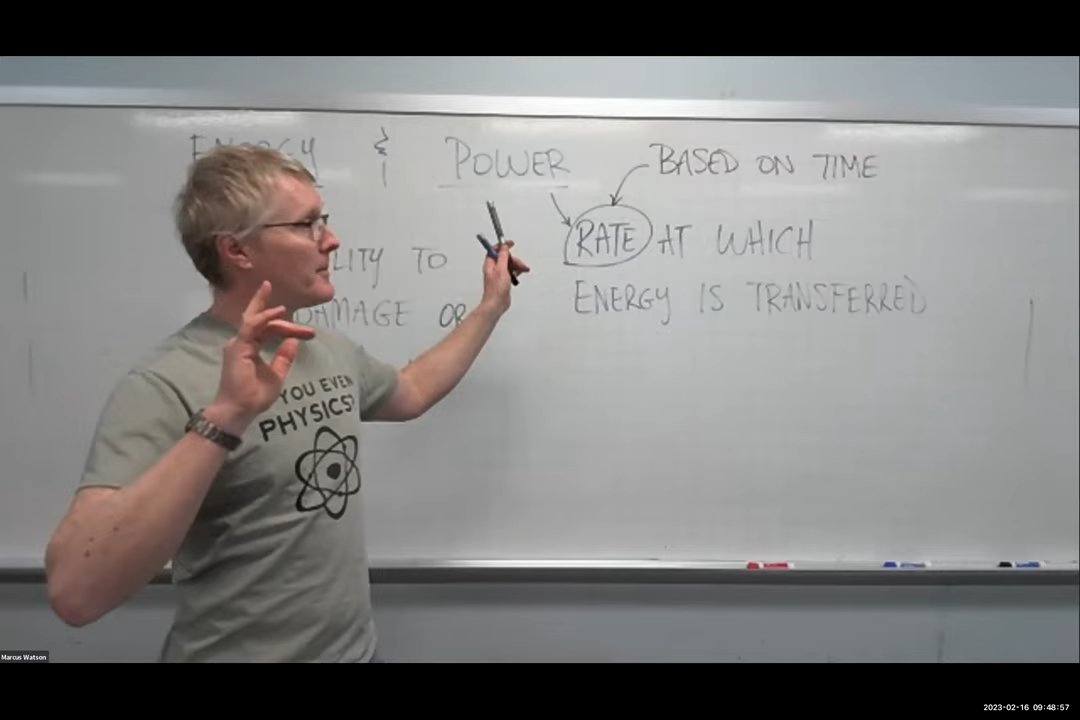 ENERGY & POWER
BASED ON TIME
RATE AT WHICH
ENERGY IS TRANSFERRED
LITY TO
DAMAGE OR
YOU EVEN
PHYSICS?
Marcus Watson
2023-02-16 09:48:57